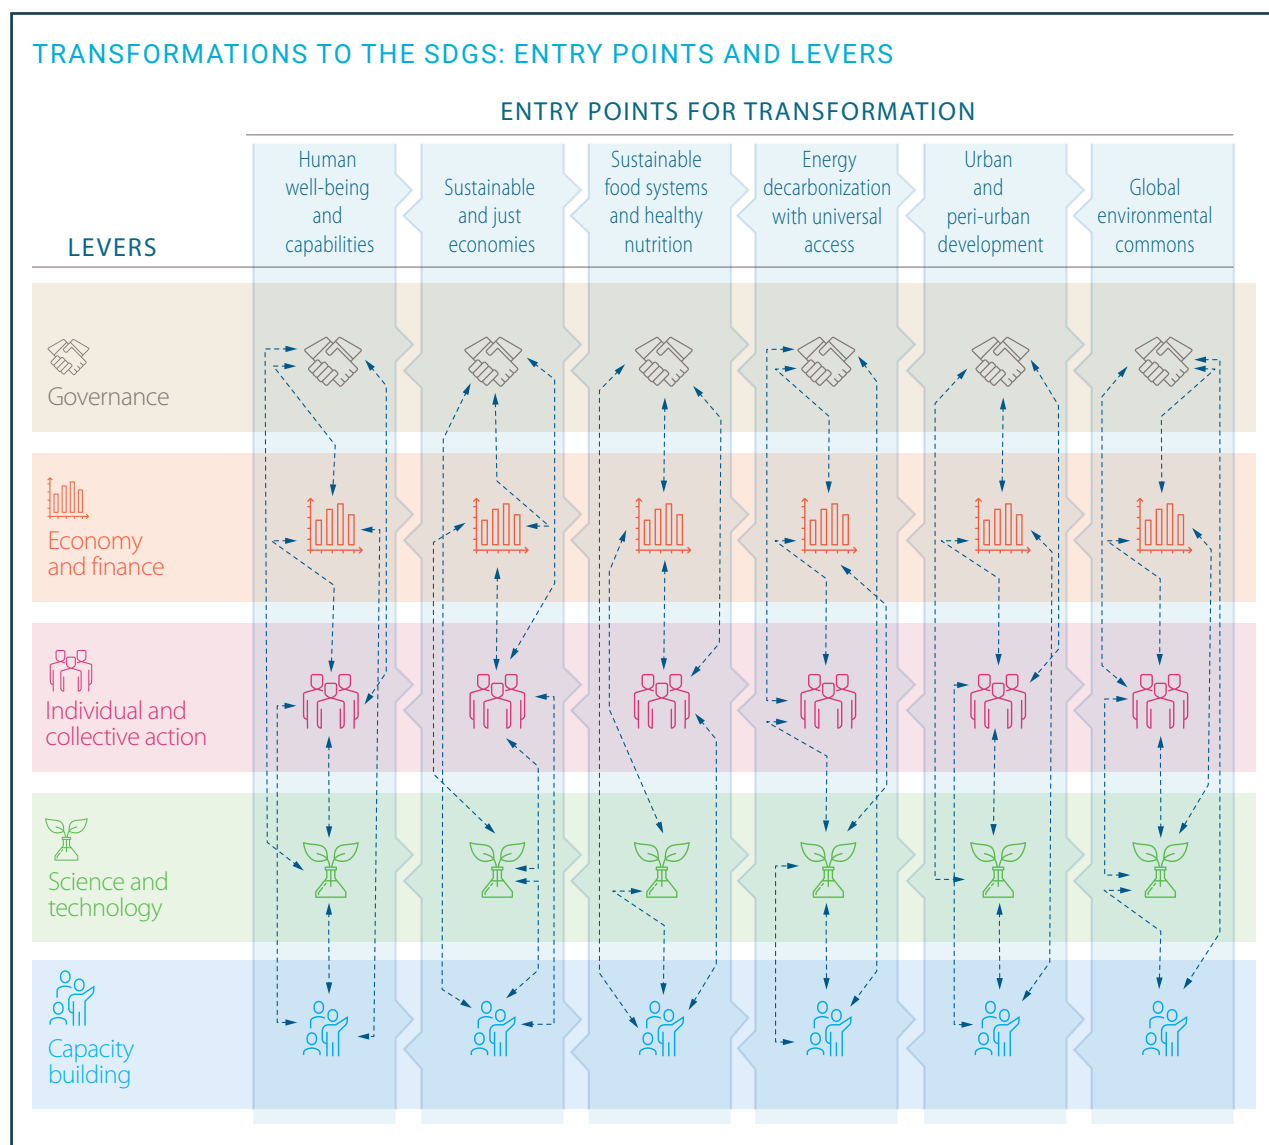 TRANSFORMATIONS TO THE SDGS: ENTRY POINTS AND LEVERS
ENTRY POINTS FOR TRANSFORMATION
LEVERS
Human
well-being
and
capabilities
Sustainable
and just
economies
Sustainable
food systems
and healthy
nutrition
Energy
decarbonization
with universal
access
Urban
and
peri-urban
development
Global
environmental
commons
Governance
Economy
and finance
Individual and
collective action
Science and
technology
Capacity
building